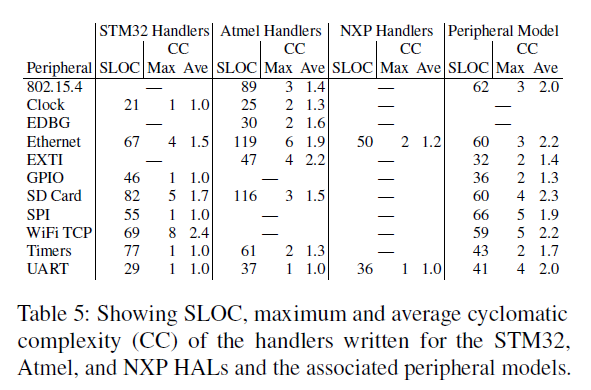 STM32 Handlers Atmel Handlers NXP Handlers Peripheral Model
CC CC CC CC
Peripheral SLOC Max Ave SLOC Max Ave SLOC Max Ave SLOC Max Ave
802.15.4 — 89 3 1.4 — 62 3 2.0
Clock 21 1 1.0 25 2 1.3 — —
EDBG — 30 2 1.6 — —
Ethernet 67 4 1.5 119 6 1.9 50 2 1.2 60 3 2.2
EXTI — 47 4 2.2 — 32 2 1.4
GPIO 46 1 1.0 — — 36 2 1.3
SD Card 82 5 1.7 116 3 1.5 — 60 4 2.3
SPI 55 1 1.0 — — 66 5 1.9
WiFi TCP 69 8 2.4 — — 59 5 2.2
Timers 77 1 1.0 61 2 1.3 — 43 2 1.7
UART 29 1 1.0 37 1 1.0 36 1 1.0 41 4 2.0
Table 5: Showing SLOC, maximum and average cyclomatic
complexity (CC) of the handlers written for the STM32,
Atmel, and NXP HALs and the associated peripheral models.